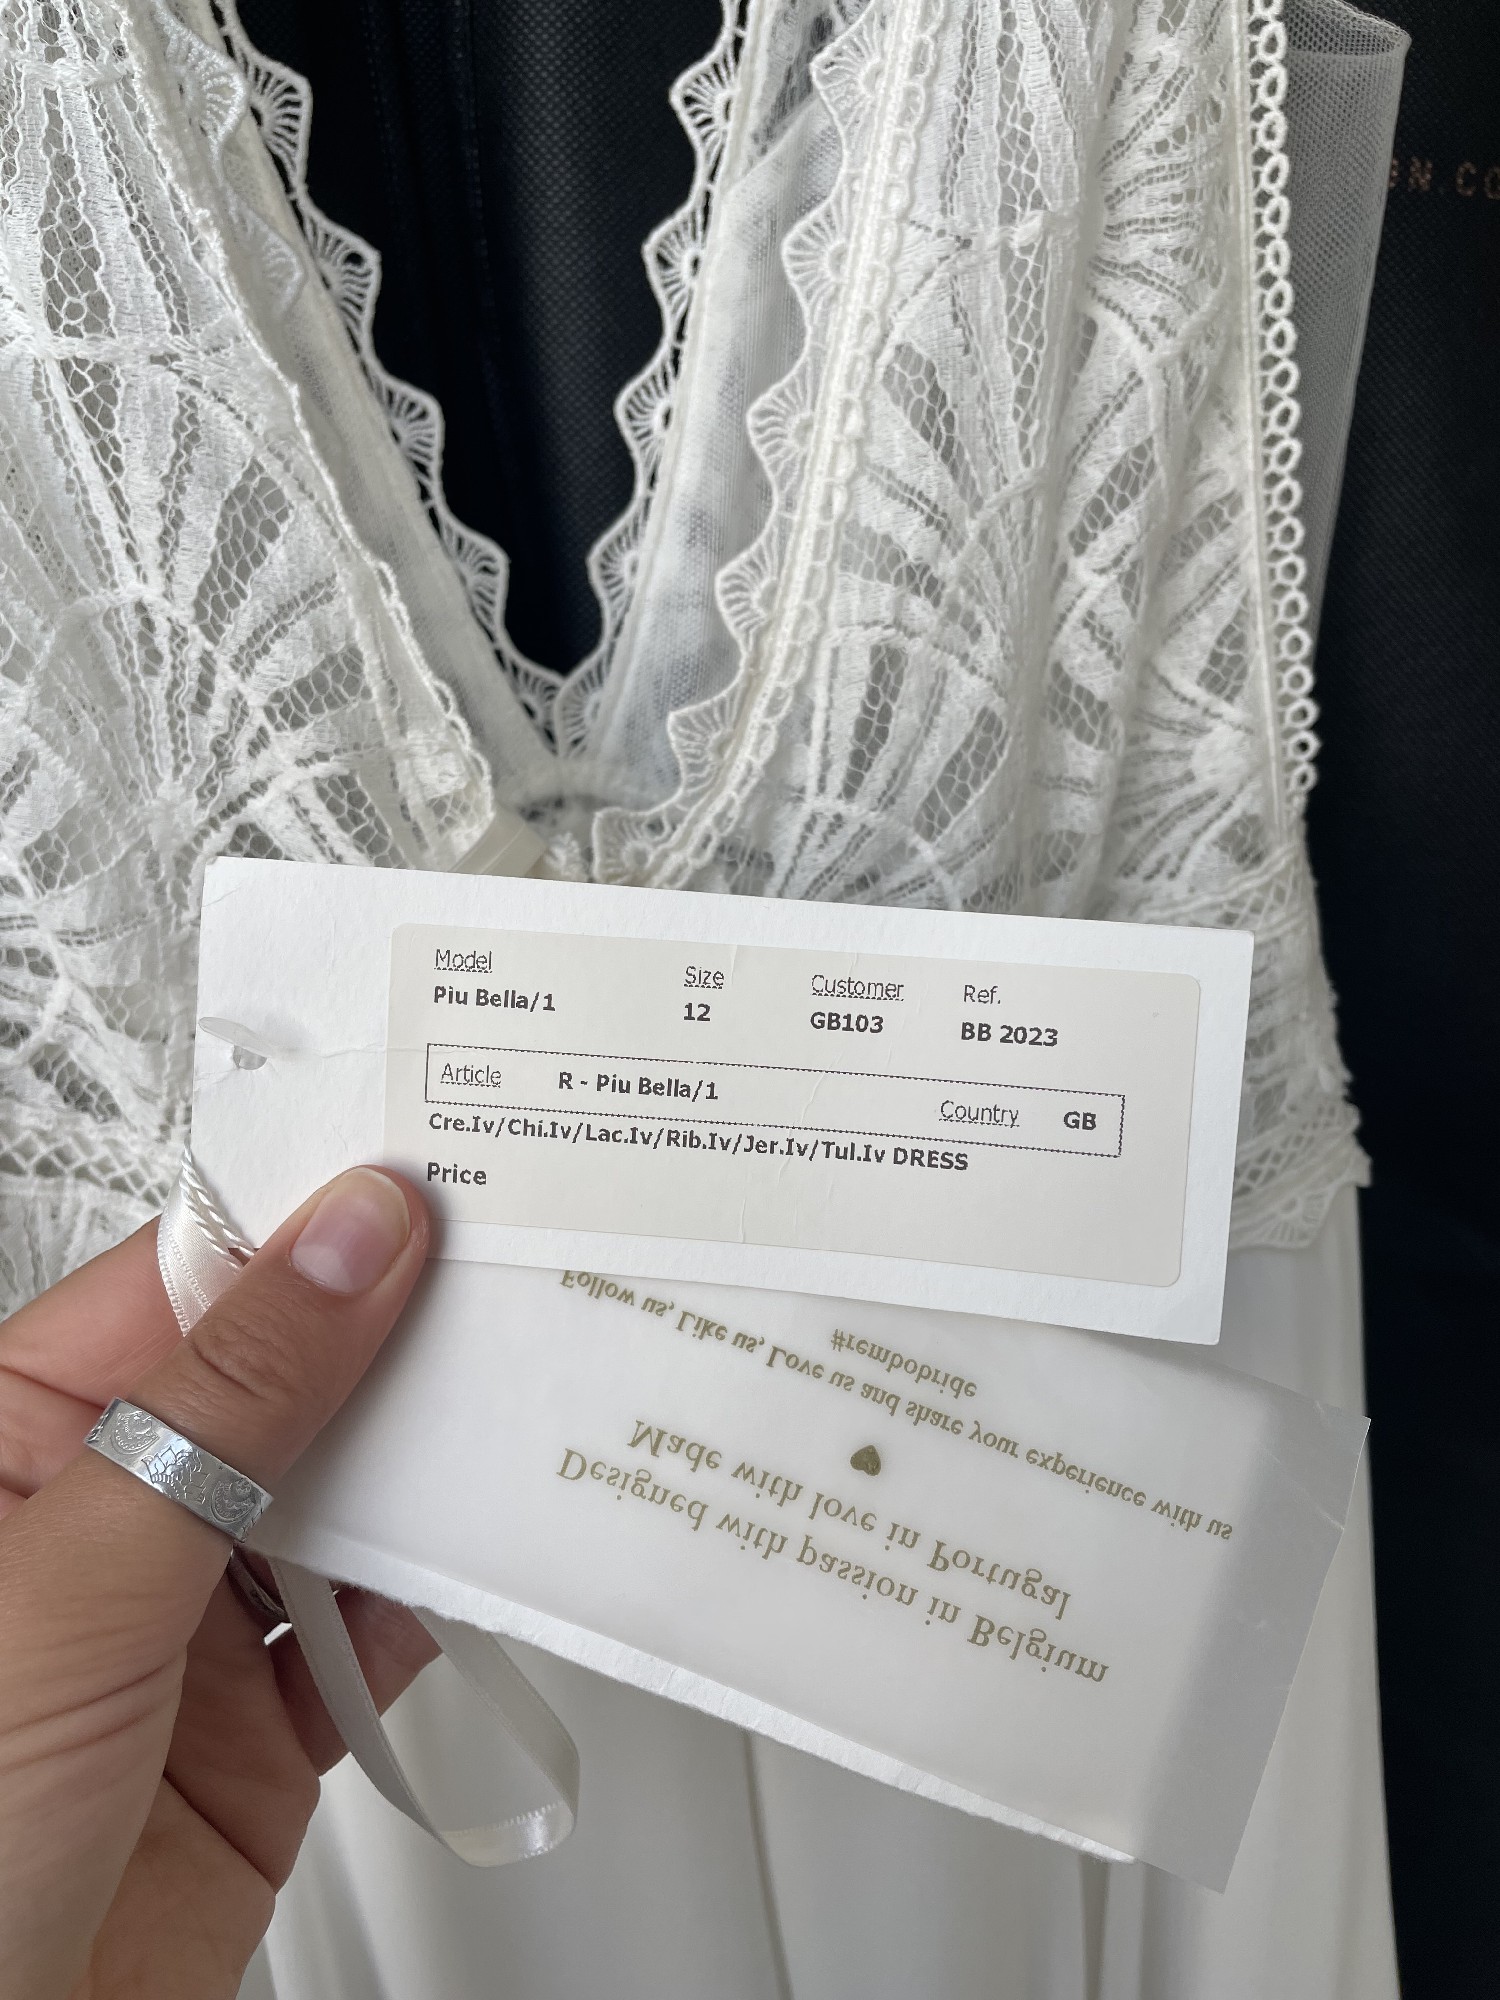 ON.CO
Model Size Customer Ref.
Piu Bella/1 12 GB103 BB 2023
Article R - Piu Bella/1 Country GB
Cre.Iv/Chi.Iv/Lac.Iv/Rib.Iv/Jer.Iv/Tul.Iv DRESS
Price
Designed with passion in Belgium
Made with love in Portugal
Follow us, Like us, Love us and share your experience with us
#rembobride